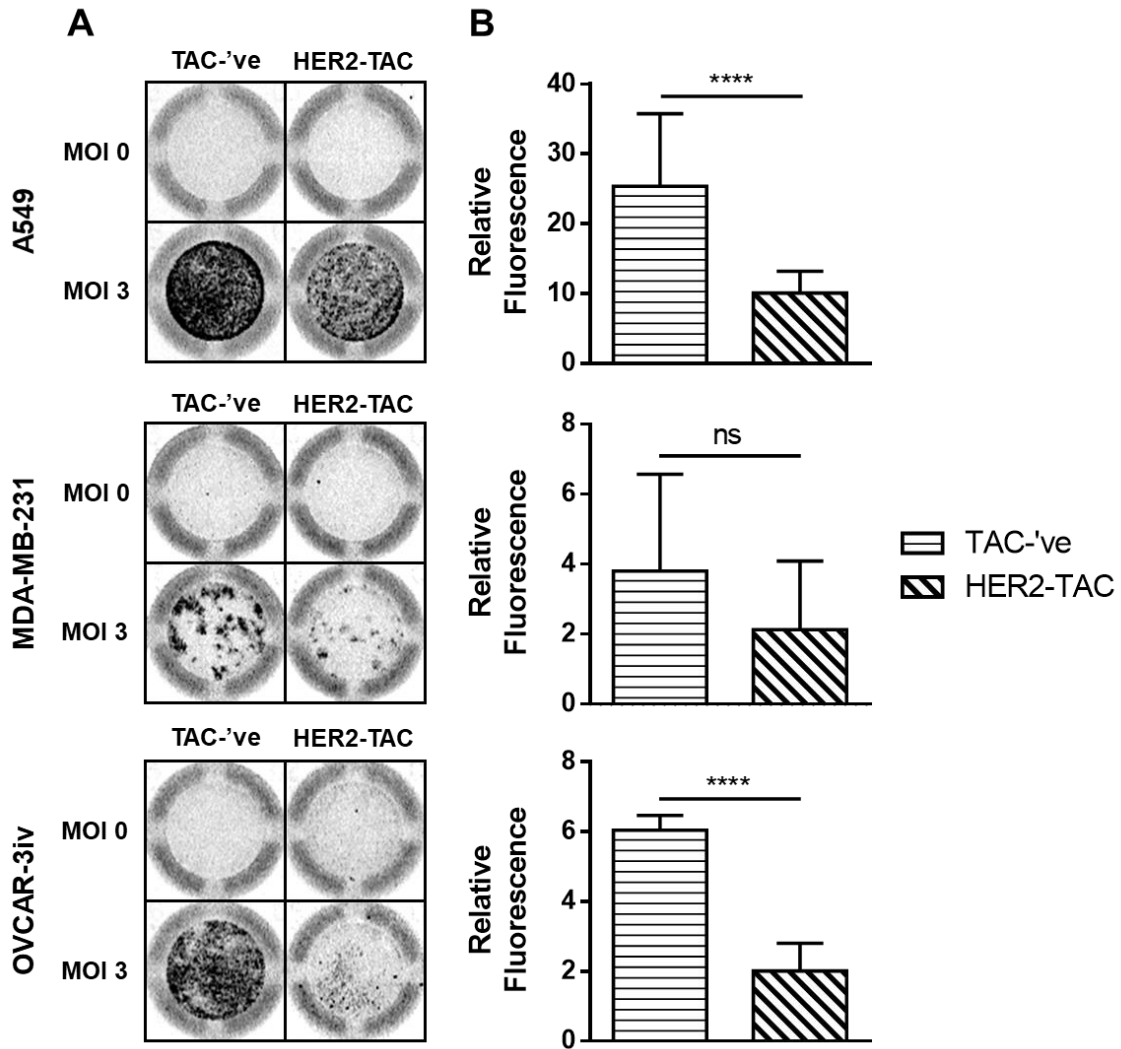 A
B
TAC-’ve HER2-TAC
A549
MOI 0
MOI 3
Relative
Fluorescence
40
30
20
10
0
****
TAC-’ve HER2-TAC
MDA-MB-231
MOI 0
MOI 3
Relative
Fluorescence
8
6
4
2
0
ns
TAC-'ve
HER2-TAC
TAC-’ve HER2-TAC
OVCAR-3iv
MOI 0
MOI 3
Relative
Fluorescence
8
6
4
2
0
****